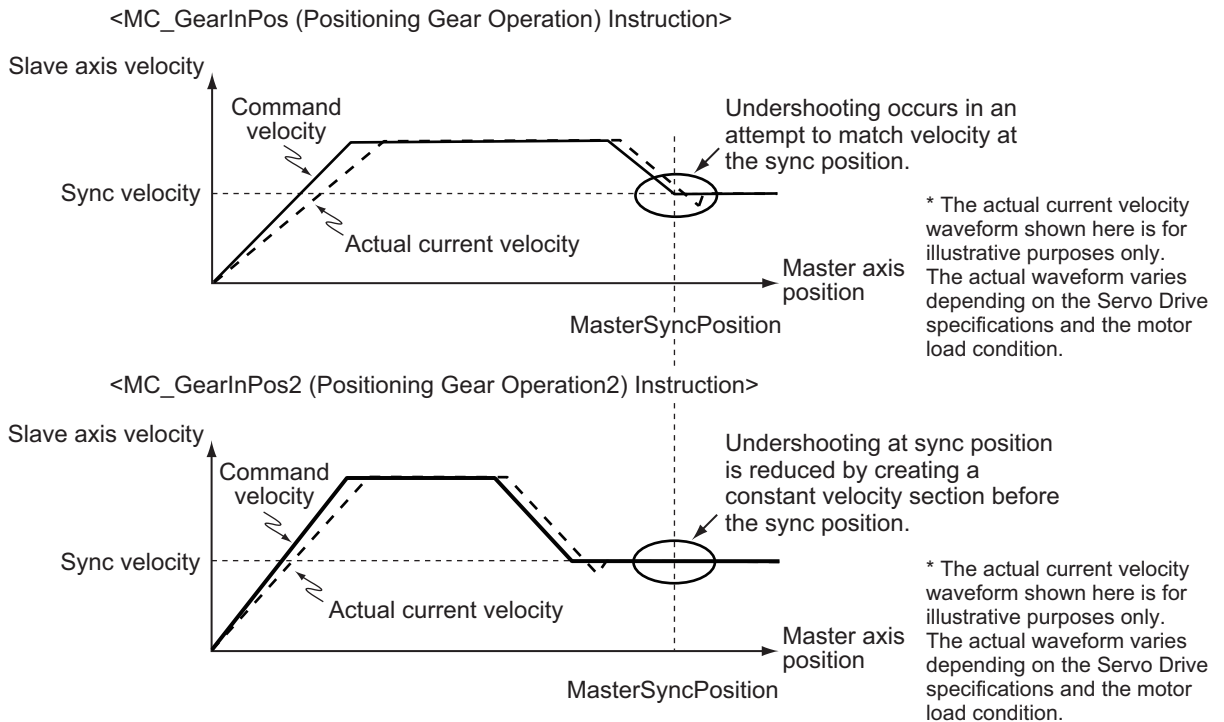 <MC_GearInPos (Positioning Gear Operation) Instruction>
Slave axis velocity
Command
velocity
Undershooting occurs in an
attempt to match velocity at
the sync position.
Sync velocity
Actual current velocity
* The actual current velocity
waveform shown here is for
illustrative purposes only.
The actual waveform varies
depending on the Servo Drive
specifications and the motor
load condition.
Master axis
position
MasterSyncPosition
<MC_GearInPos2 (Positioning Gear Operation2) Instruction>
Slave axis velocity
Command
velocity
Undershooting at sync position
is reduced by creating a
constant velocity section before
the sync position.
Sync velocity
Actual current velocity
* The actual current velocity
waveform shown here is for
illustrative purposes only.
The actual waveform varies
depending on the Servo Drive
specifications and the motor
load condition.
Master axis
position
MasterSyncPosition